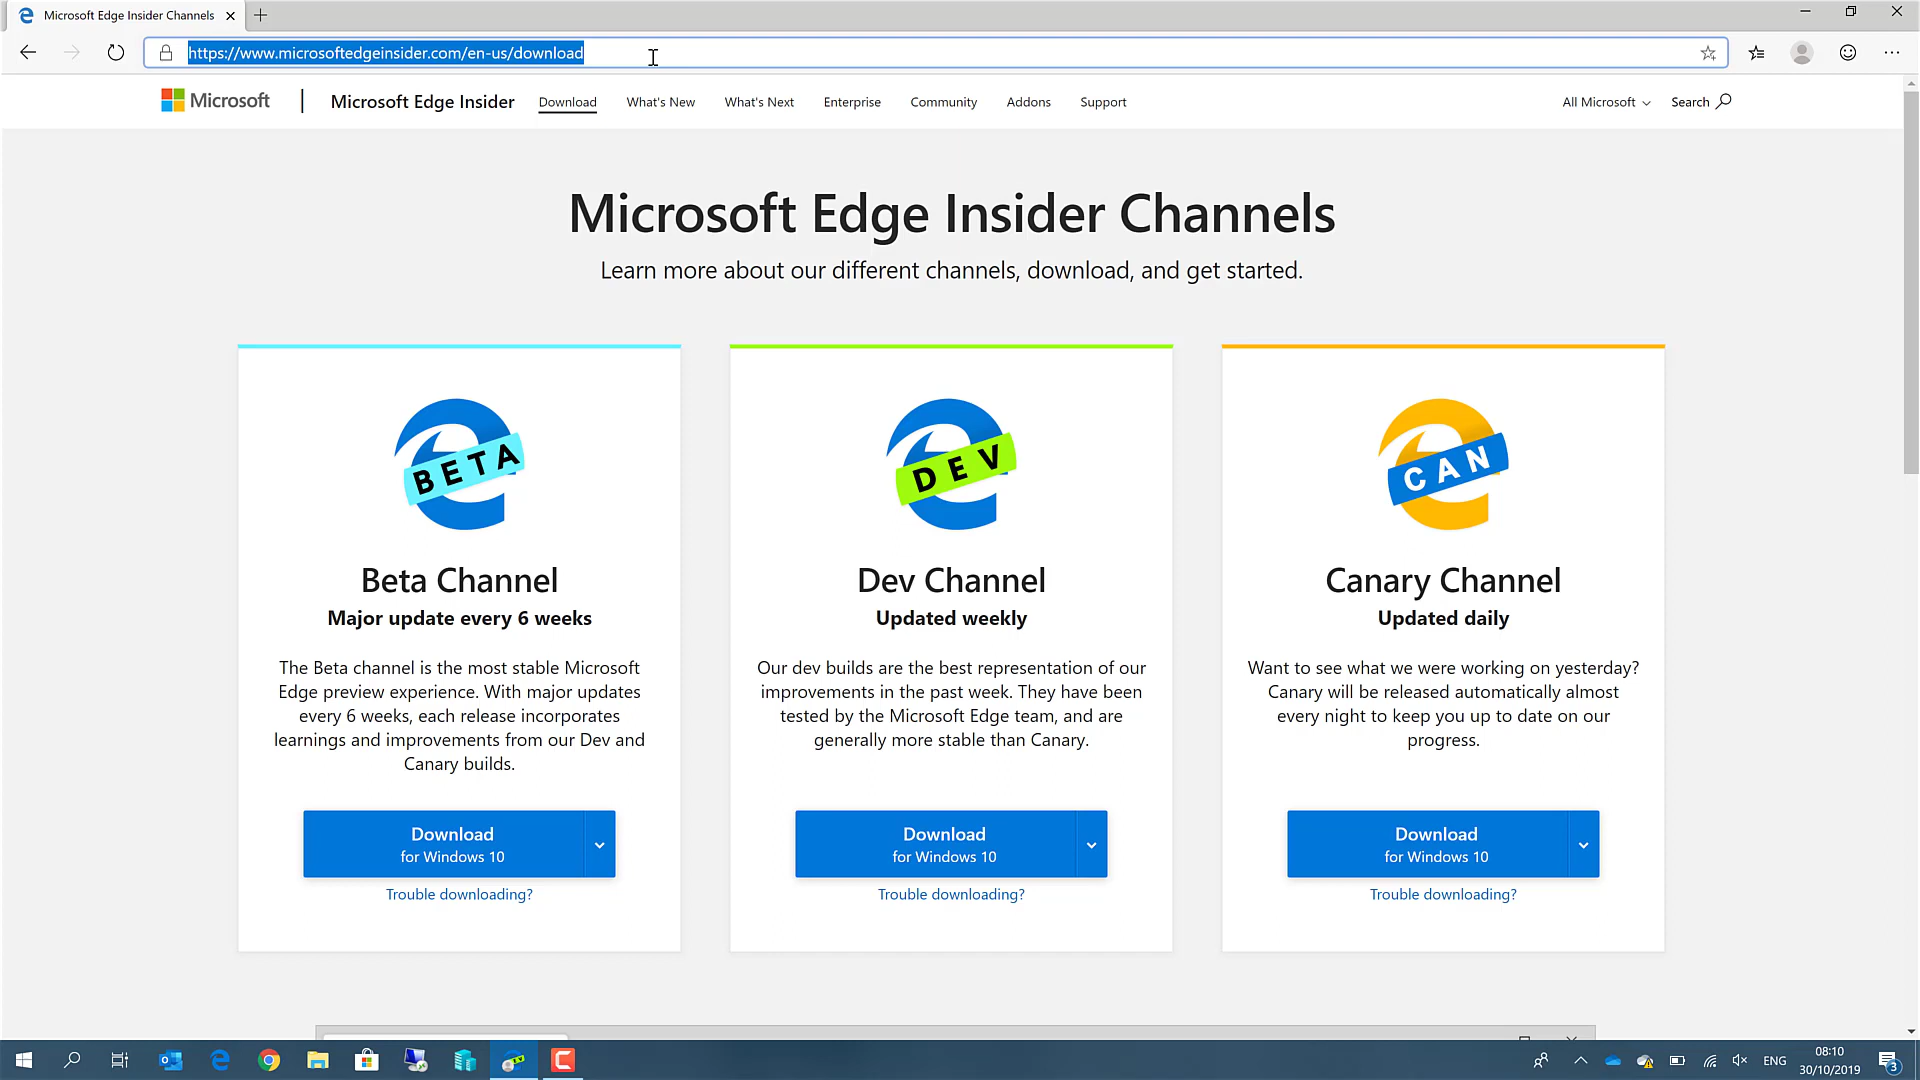 Microsoft Edge Insider Channels
https://www.microsoftedgeinsider.com/en-us/download
Microsoft
Microsoft Edge Insider
Download
What's New
What's Next
Enterprise
Community
Addons
Support
All Microsoft
Search
Microsoft Edge Insider Channels
Learn more about our different channels, download, and get started.
BETA
Beta Channel
Major update every 6 weeks
The Beta channel is the most stable Microsoft
Edge preview experience. With major updates
every 6 weeks, each release incorporates
learnings and improvements from our Dev and
Canary builds.
Download
for Windows 10
Trouble downloading?
DEV
Dev Channel
Updated weekly
Our dev builds are the best representation of our
improvements in the past week. They have been
tested by the Microsoft Edge team, and are
generally more stable than Canary.
Download
for Windows 10
Trouble downloading?
CAN
Canary Channel
Updated daily
Want to see what we were working on yesterday?
Canary will be released automatically almost
every night to keep you up to date on our
progress.
Download
for Windows 10
Trouble downloading?
ENG
08:10
30/10/2019
3